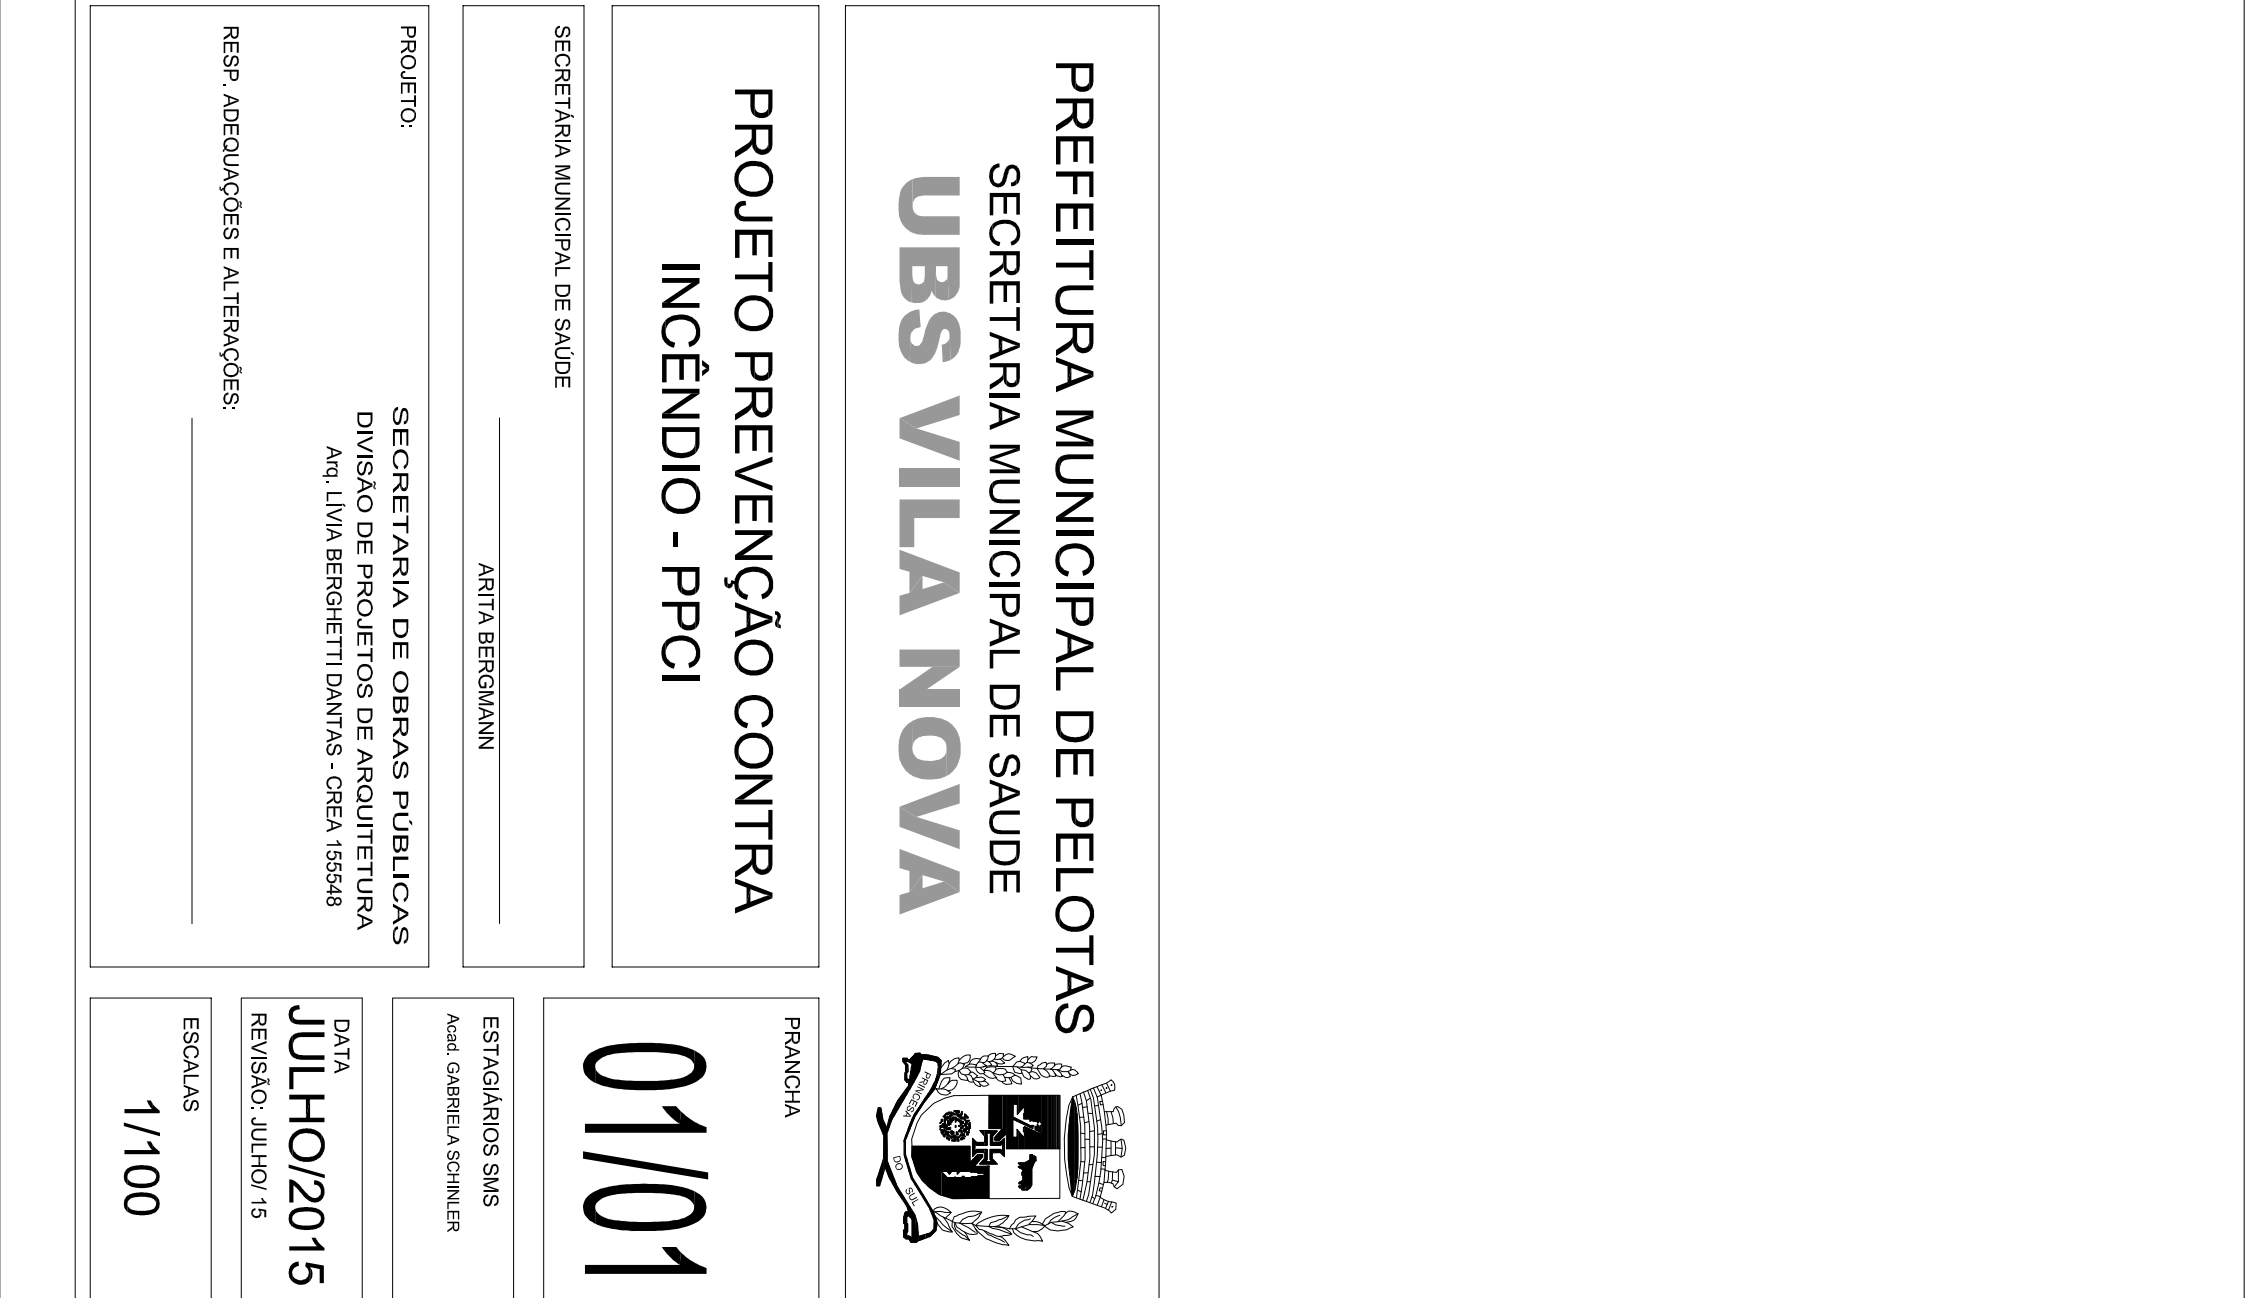 PREFEITURA MUNICIPAL DE PELOTAS
SECRETARIA MUNICIPAL DE SAUDE
UBS VILA NOVA
PRINCESA DO SUL
PROJETO PREVENÇÃO CONTRA
INCÊNDIO - PPCI
PRANCHA
01/01
SECRETÁRIA MUNICIPAL DE SAÚDE
ARITA BERGMANN
ESTAGIÁRIOS SMS
Acad. GABRIELA SCHINLER
PROJETO:
SECRETARIA DE OBRAS PÚBLICAS
DIVISÃO DE PROJETOS DE ARQUITETURA
Arq. LÍVIA BERGHETTI DANTAS - CREA 155548
RESP. ADEQUAÇÕES E ALTERAÇÕES:
DATA
JULHO/2015
REVISÃO: JULHO/ 15
ESCALAS
1/100